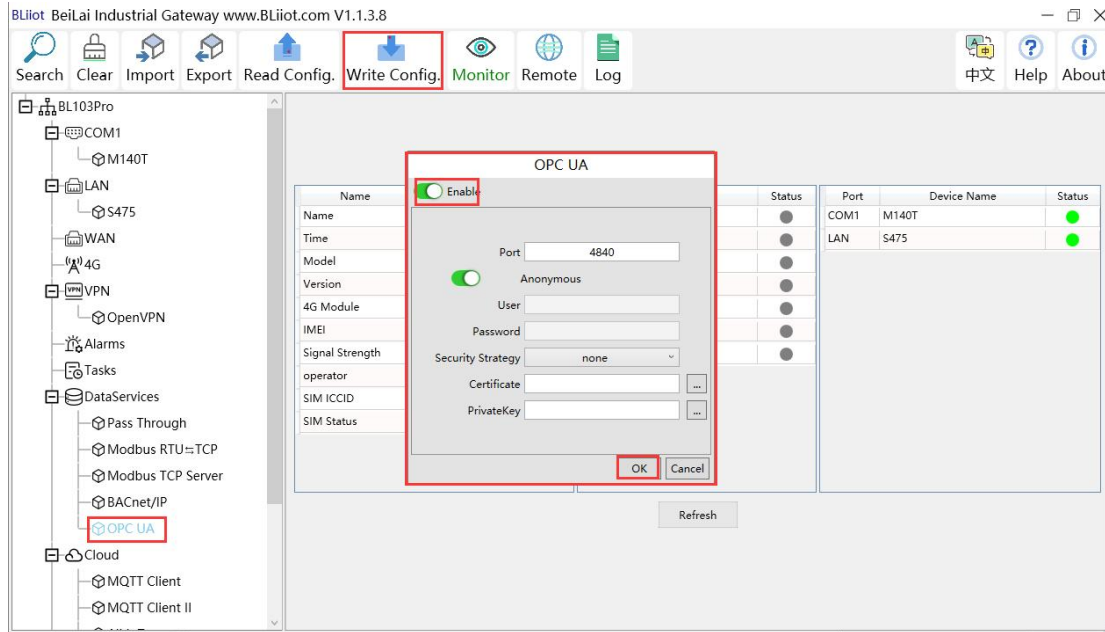 BLiiot BeiLai Industrial Gateway www.BLiiot.com V1.1.3.8
Search Clear Import Export Read Config. Write Config. Monitor Remote Log 中文 Help About
BL103Pro
COM1
M140T
LAN
S475
WAN
4G
VPN
VPN
OpenVPN
Alarms
Tasks
DataServices
Pass Through
Modbus RTU⇆TCP
Modbus TCP Server
BACnet/IP
OPC UA
Cloud
MQTT Client
MQTT Client II
Name
Name
Time
Model
Version
4G Module
IMEI
Signal Strength
operator
SIM ICCID
SIM Status
OPC UA
Enable
Port 4840
Anonymous
User
Password
Security Strategy none
Certificate ...
PrivateKey ...
OK Cancel
Status
Port Device Name Status
COM1 M140T
LAN S475
Refresh